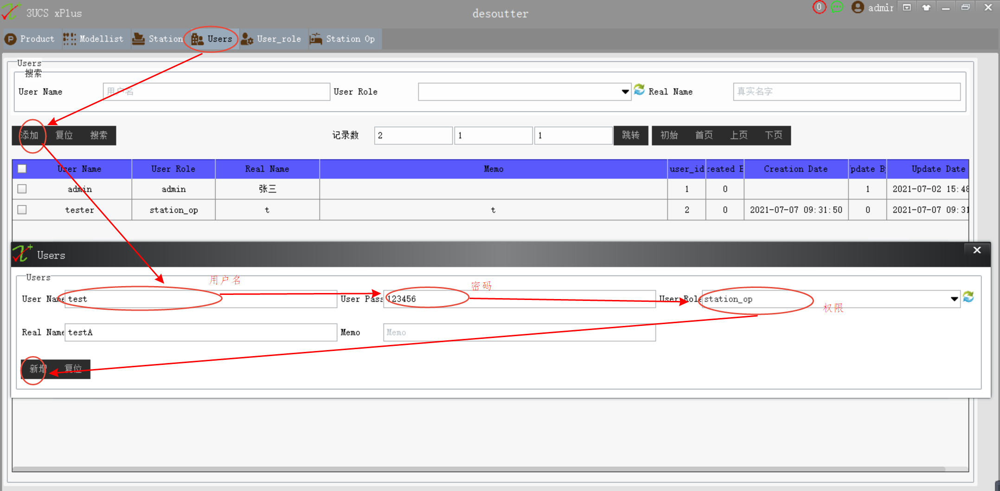 3UCS xPlus
desoutter
0
admin
Product Modellist Station Users User_role Station Op
Users
搜索
User Name 用户名 User Role Real Name 真实名字
添加 复位 搜索 记录数 2 1 1 跳转 初始 首页 上页 下页
User Name User Role Real Name Memo user_id reated B Creation Date pdate B Update Date
admin admin 张三 1 0 1 2021-07-02 15:48
tester station_op t t 2 0 2021-07-07 09:31:50 0 2021-07-07 09:31
Users
Users
用户名 密码
User Name test User Pass 123456 User Role station_op
权限
Real Name testA Memo Memo
新增 复位